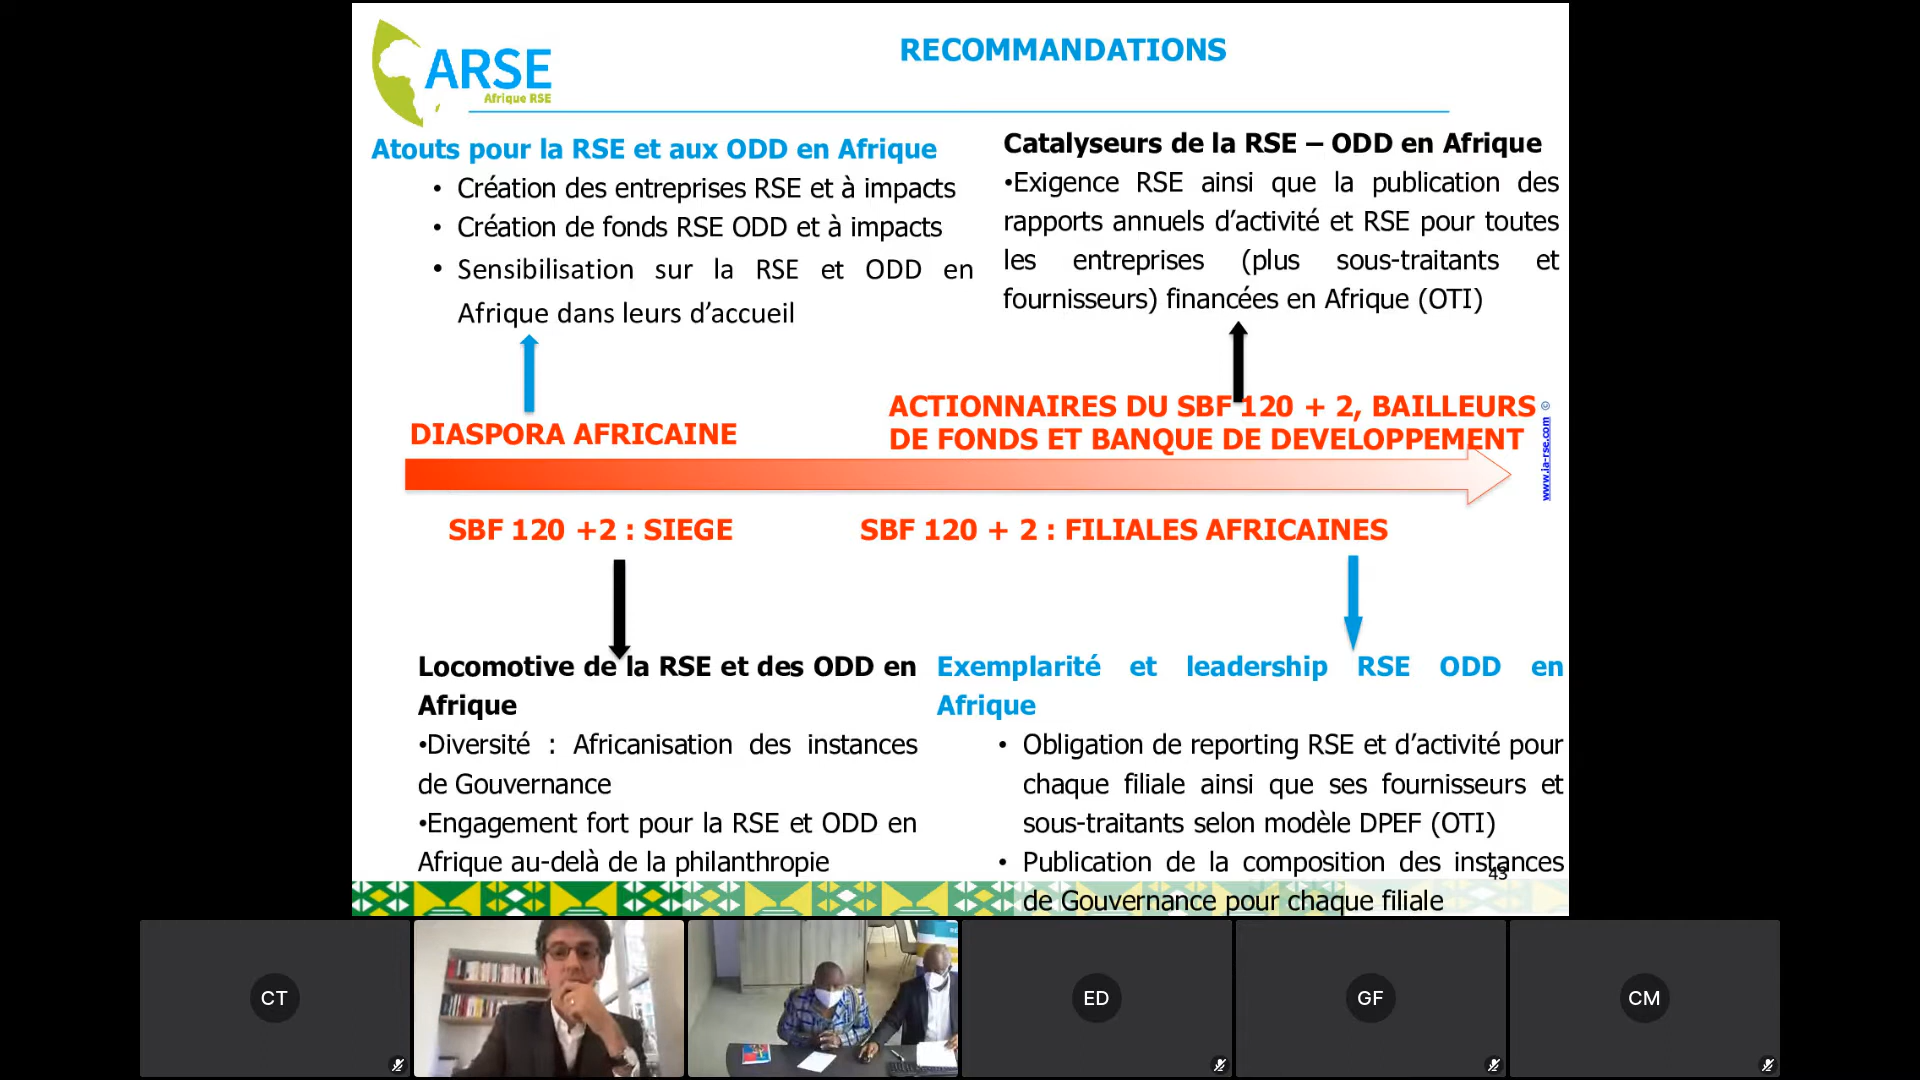 ARSE
Afrique RSE
RECOMMANDATIONS
Atouts pour la RSE et aux ODD en Afrique
• Création des entreprises RSE et à impacts
• Création de fonds RSE ODD et à impacts
• Sensibilisation sur la RSE et ODD en
Afrique dans leurs d’accueil
Catalyseurs de la RSE – ODD en Afrique
•Exigence RSE ainsi que la publication des
rapports annuels d’activité et RSE pour toutes
les entreprises (plus sous-traitants et
fournisseurs) financées en Afrique (OTI)
DIASPORA AFRICAINE
ACTIONNAIRES DU SBF 120 + 2, BAILLEURS
DE FONDS ET BANQUE DE DEVELOPPEMENT
www.ia-rse.com ©
SBF 120 +2 : SIEGE
SBF 120 + 2 : FILIALES AFRICAINES
Locomotive de la RSE et des ODD en
Afrique
•Diversité : Africanisation des instances
de Gouvernance
•Engagement fort pour la RSE et ODD en
Afrique au-delà de la philanthropie
Exemplarité et leadership RSE ODD en
Afrique
• Obligation de reporting RSE et d’activité pour
chaque filiale ainsi que ses fournisseurs et
sous-traitants selon modèle DPEF (OTI)
• Publication de la composition des instances
de Gouvernance pour chaque filiale
43
CT
ED
GF
CM